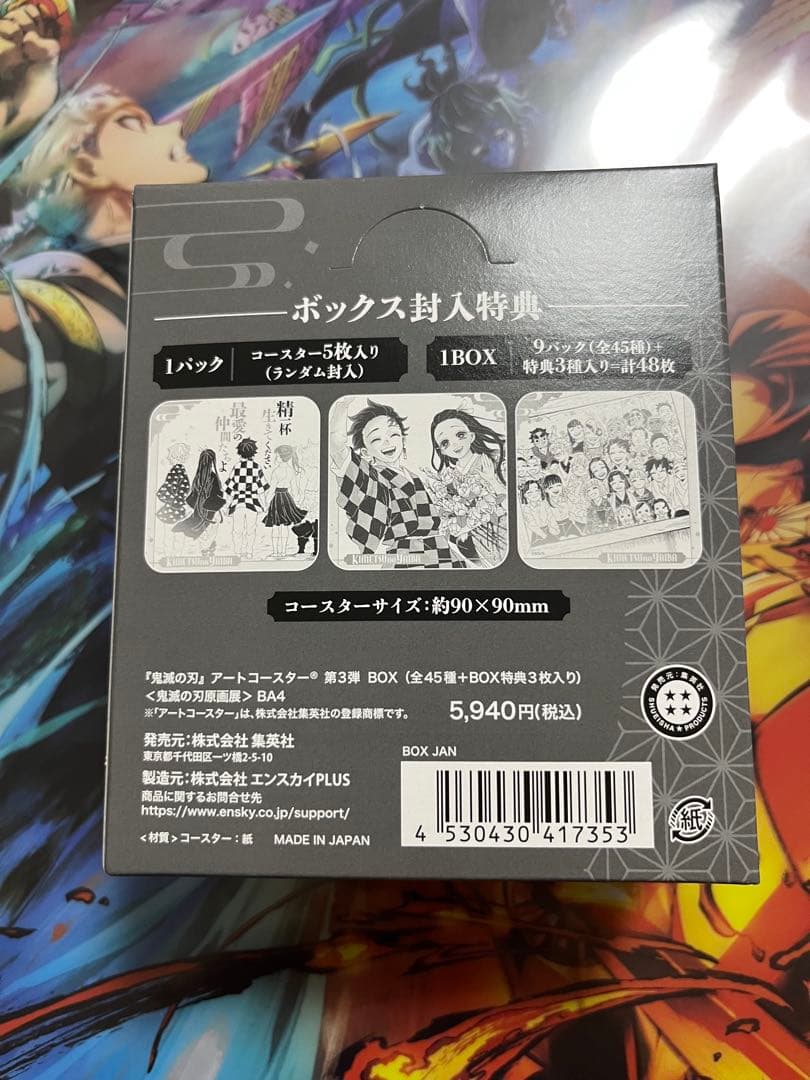 ボックス封入特典
1パック コースター5枚入り
(ランダム封入)
1BOX 9パック(全45種)+
特典3種入り=計48枚
精一杯
生きてください
最愛の
仲間たちよ
KIMETSU NO YAIBA
KIMETSU NO YAIBA
KIMETSU NO YAIBA
コースターサイズ:約90×90mm
『鬼滅の刃』アートコースター® 第3弾 BOX (全45種+BOX特典3枚入り)
<鬼滅の刃原画展> BA4
※「アートコースター」は、株式会社集英社の登録商標です。
5,940円(税込)
発売元:集英社
SHUEISHA★PRODUCTS
発売元:株式会社 集英社
東京都千代田区一ツ橋2-5-10
製造元:株式会社 エンスカイPLUS
商品に関するお問合せ先
https://www.ensky.co.jp/support/
<材質>コースター:紙 MADE IN JAPAN
BOX JAN
4 530430 417353
紙